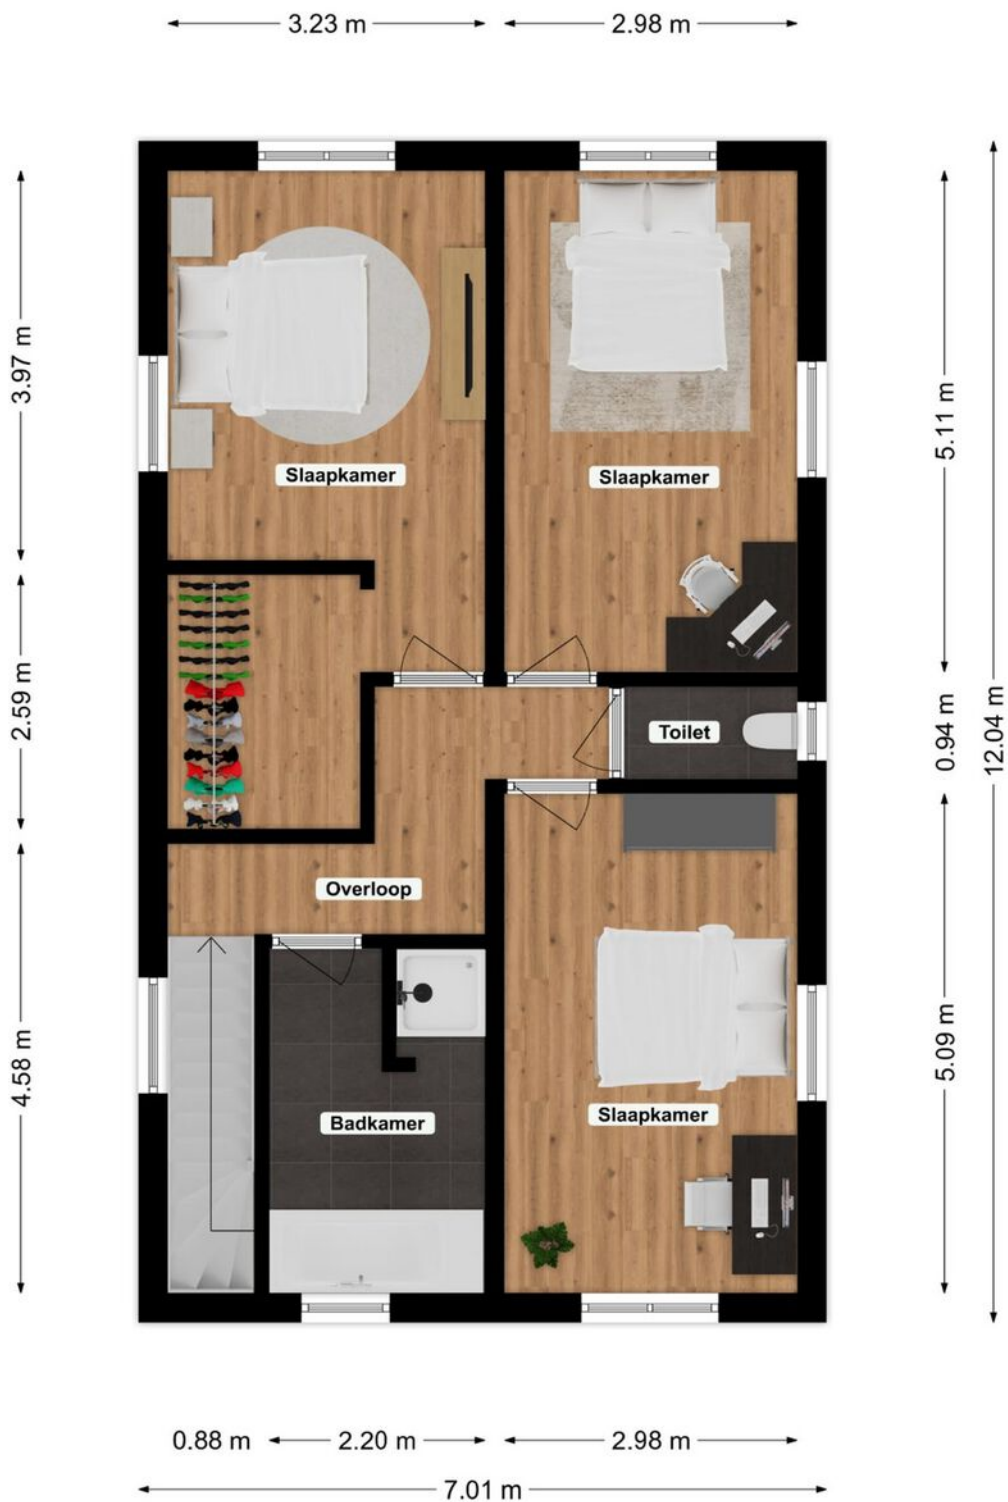 3.23 m
2.98 m
3.97 m
5.11 m
Slaapkamer
Slaapkamer
2.59 m
0.94 m
12.04 m
Toilet
Overloop
4.58 m
5.09 m
Slaapkamer
Badkamer
0.88 m
2.20 m
2.98 m
7.01 m